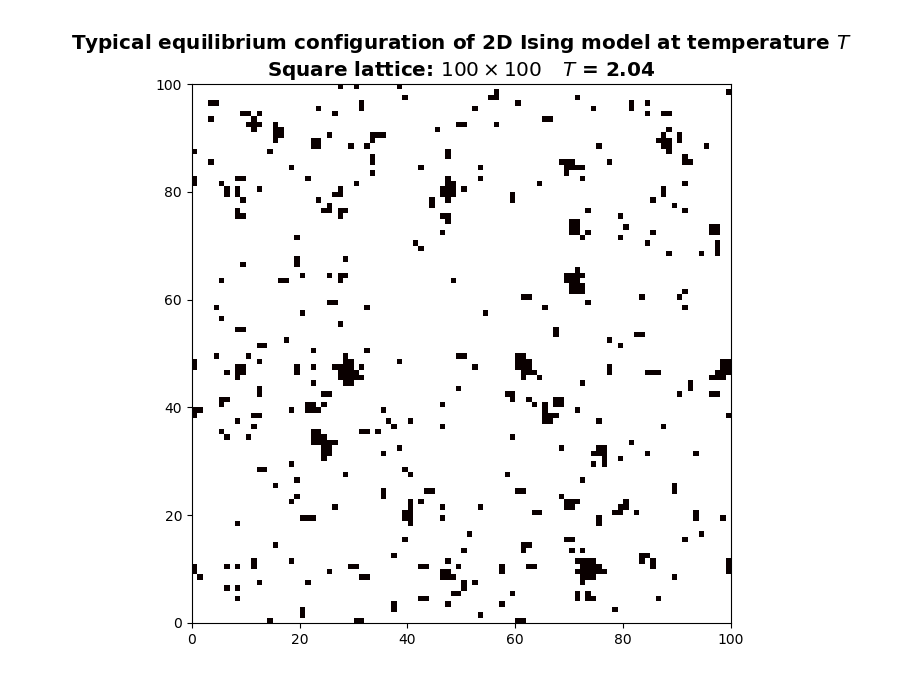 Typical equilibrium configuration of 2D Ising model at temperature T
Square lattice: 100 × 100 T = 2.04
100
80
60
40
20
0
0 20 40 60 80 100